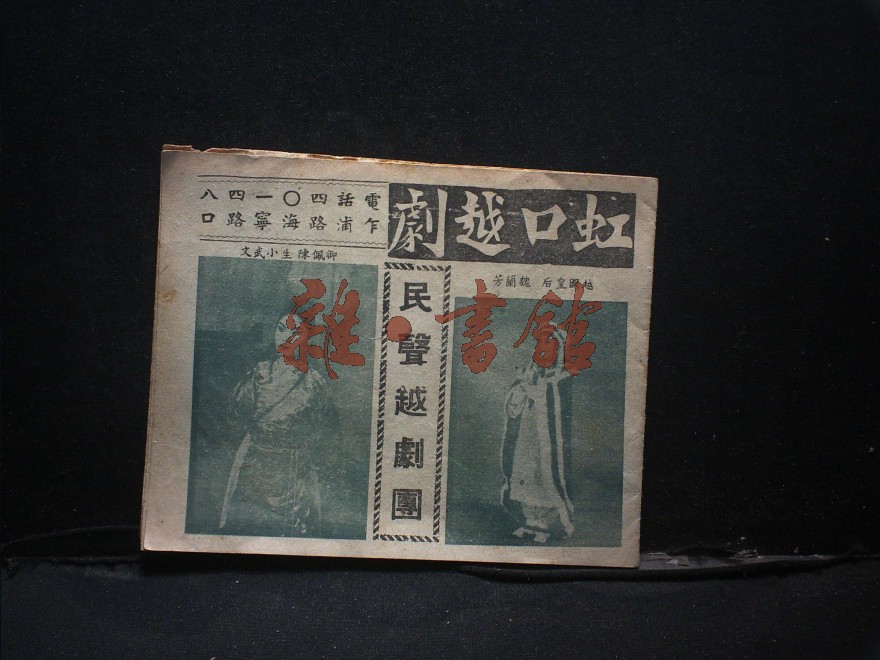 虹口越劇
電話四〇一四八
乍浦路海寧路口
越國皇后 魏蘭芳
文武小生陳佩卿
民聲越劇團
雜·書館